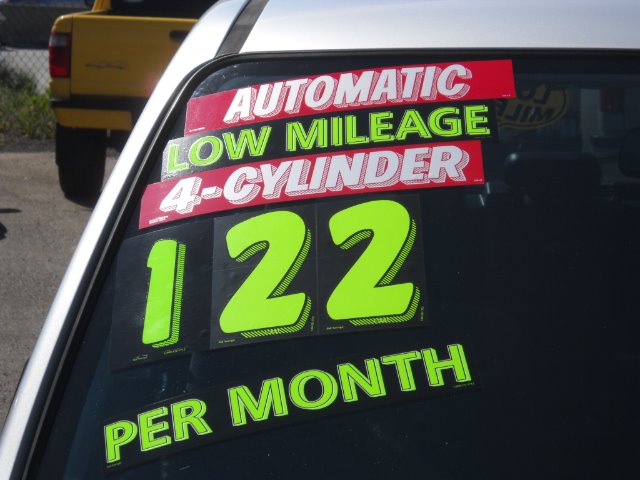 AUTOMATIC
LOW MILEAGE
4-CYLINDER
122
PER MONTH